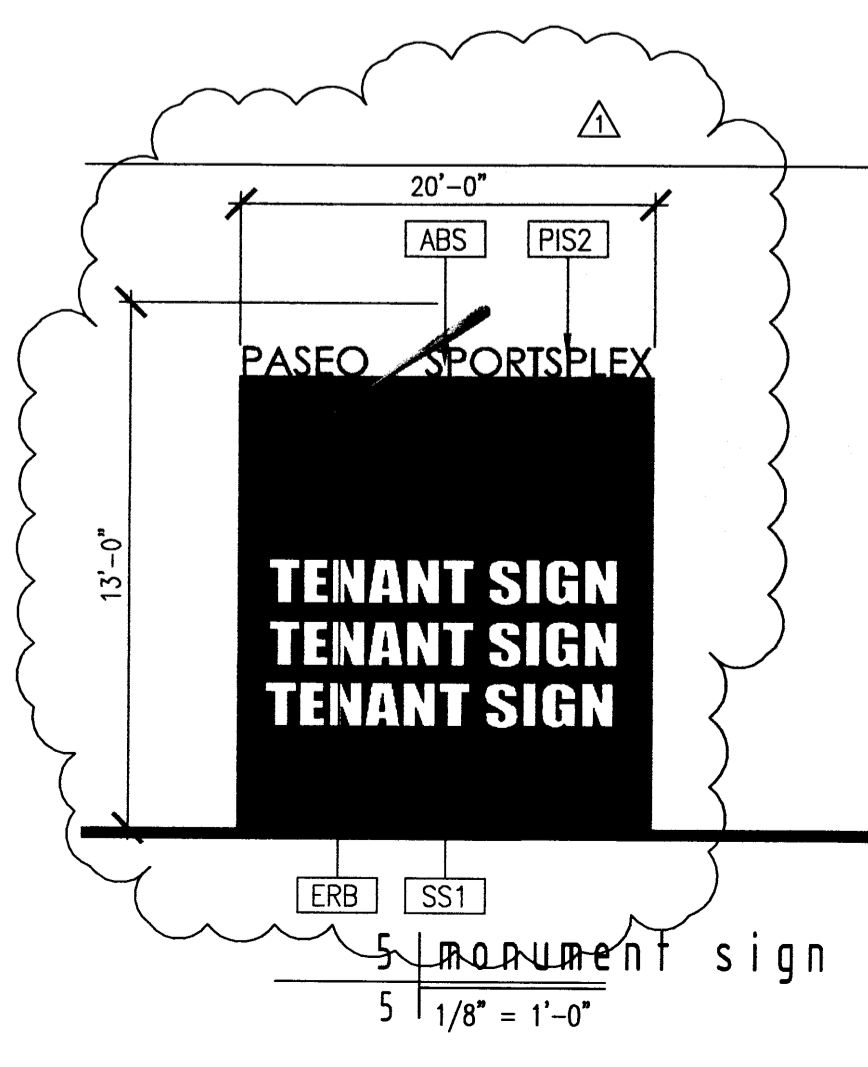 1
20'-0"
ABS PIS2
PASEO SPORTSPLEX
13'-0"
TENANT SIGN
TENANT SIGN
TENANT SIGN
ERB SS1
5 monument sign
5 1/8" = 1'-0"